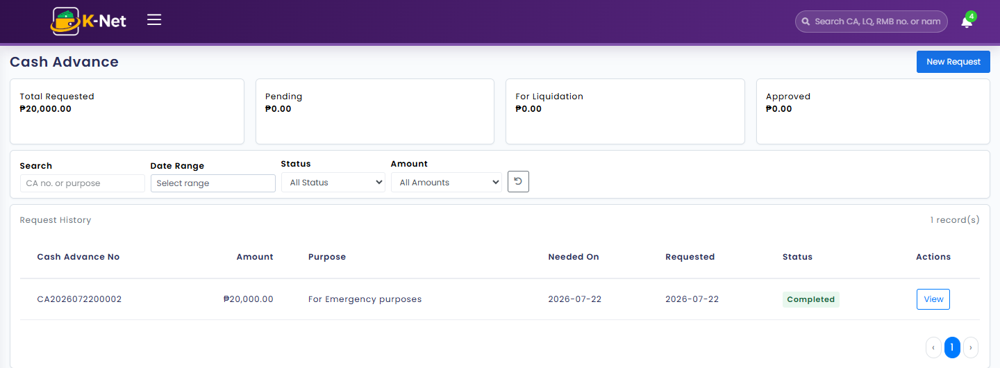 K-Net
Search CA, LQ, RMB no. or nam
4
Cash Advance
New Request
Total Requested
₱20,000.00
Pending
₱0.00
For Liquidation
₱0.00
Approved
₱0.00
Search
CA no. or purpose
Date Range
Select range
Status
All Status
Amount
All Amounts
Request History
1 record(s)
Cash Advance No Amount Purpose Needed On Requested Status Actions
CA2026072200002 ₱20,000.00 For Emergency purposes 2026-07-22 2026-07-22 Completed View
‹ 1 ›